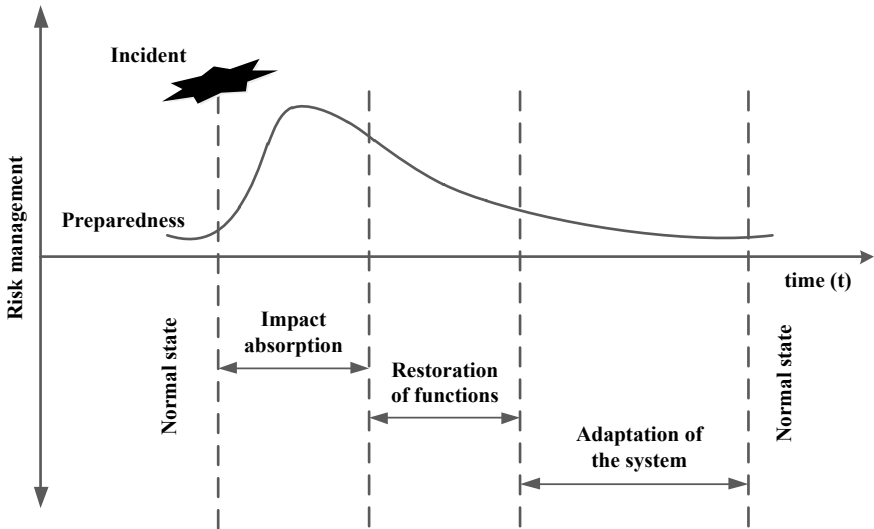 Incident
Preparedness
Risk management
time (t)
Normal state
Impact
absorption
Restoration
of functions
Adaptation of
the system
Normal state